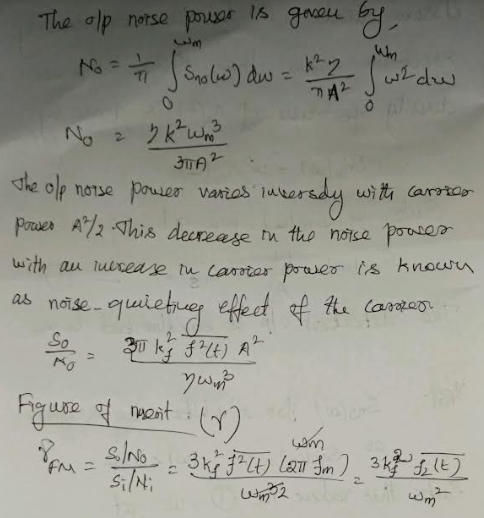 The o/p noise power is given by,
N₀ = 1/π ∫₀^ωm Sn₀(ω) dω = k²η/πA² ∫₀^ωm ω² dω
N₀ = ηk²ωm³/3πA²
The o/p noise power varies inversely with carrier
power A²/2. This decrease in the noise power
with an increase in carrier power is known
as noise-quieting effect of the carrier.
S₀/N₀ = 3π kf² f²(t) A² / ηωm³
Figure of merit : (γ)
γFM = S₀/N₀ / Si/Ni = 3kf² f²(t) (2π fm) ωm / ωm³2 = 3kf² f₂(t) / ωm²